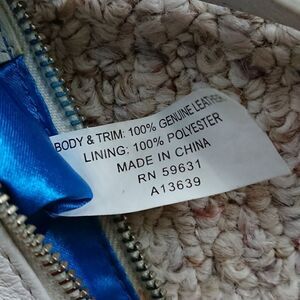 BODY & TRIM: 100% GENUINE LEATHER
LINING: 100% POLYESTER
MADE IN CHINA
RN 59631
A13639